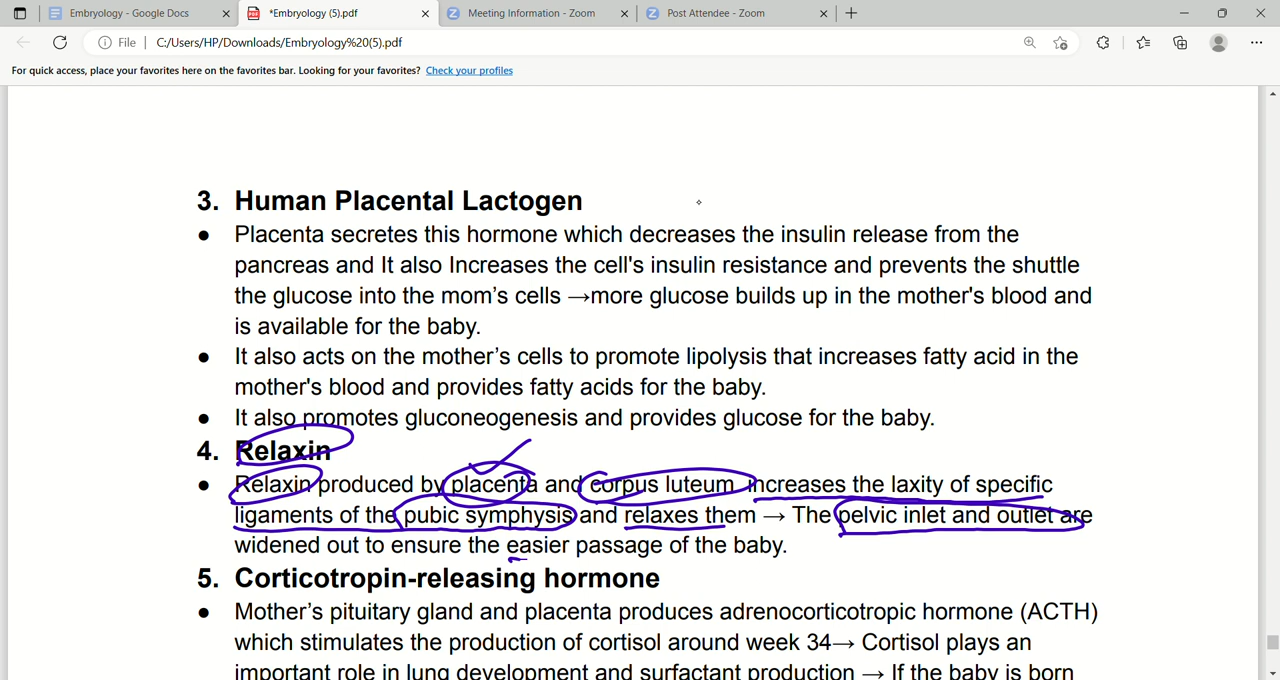 Embryology - Google Docs
*Embryology (5).pdf
Meeting Information - Zoom
Post Attendee - Zoom
File
C:/Users/HP/Downloads/Embryology%20(5).pdf
For quick access, place your favorites here on the favorites bar. Looking for your favorites? Check your profiles
3. Human Placental Lactogen
● Placenta secretes this hormone which decreases the insulin release from the
pancreas and It also Increases the cell's insulin resistance and prevents the shuttle
the glucose into the mom’s cells →more glucose builds up in the mother's blood and
is available for the baby.
● It also acts on the mother’s cells to promote lipolysis that increases fatty acid in the
mother's blood and provides fatty acids for the baby.
● It also promotes gluconeogenesis and provides glucose for the baby.
4. Relaxin
● Relaxin produced by placenta and corpus luteum increases the laxity of specific
ligaments of the pubic symphysis and relaxes them → The pelvic inlet and outlet are
widened out to ensure the easier passage of the baby.
5. Corticotropin-releasing hormone
● Mother’s pituitary gland and placenta produces adrenocorticotropic hormone (ACTH)
which stimulates the production of cortisol around week 34→ Cortisol plays an
important role in lung development and surfactant production → If the baby is born